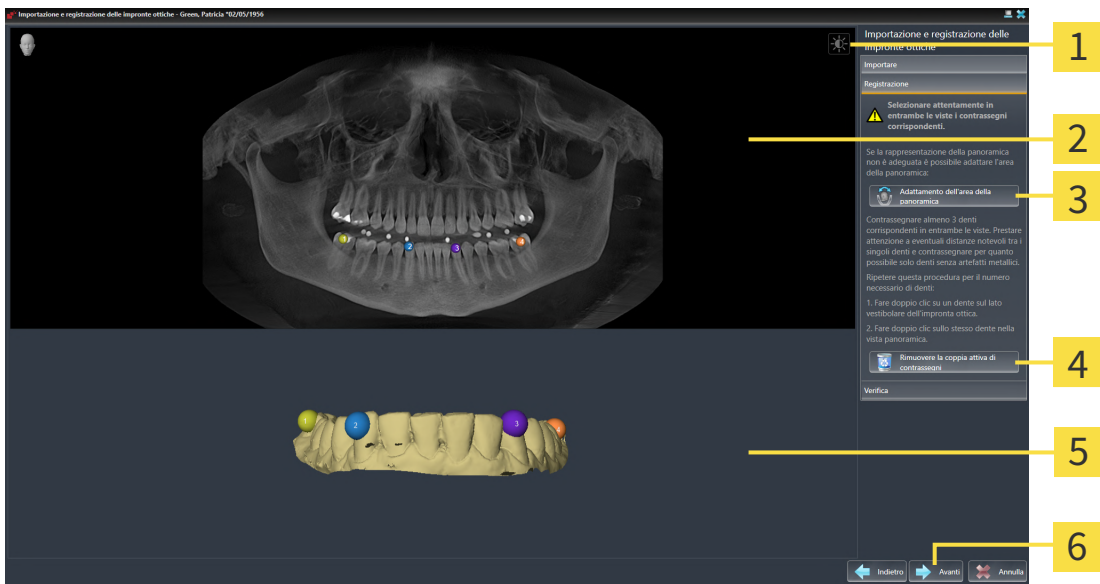 Importazione e registrazione delle impronte ottiche - Green, Patricia *02/05/1956
Importazione e registrazione delle
impronte ottiche
Importare
Registrazione
Selezionare attentamente in
entrambe le viste i contrassegni
corrispondenti.
Se la rappresentazione della panoramica
non è adeguata è possibile adattare l'area
della panoramica:
Adattamento dell'area della
panoramica
Contrassegnare almeno 3 denti
corrispondenti in entrambe le viste. Prestare
attenzione a eventuali distanze notevoli tra i
singoli denti e contrassegnare per quanto
possibile solo denti senza artefatti metallici.
Ripetere questa procedura per il numero
necessario di denti:
1. Fare doppio clic su un dente sul lato
vestibolare dell'impronta ottica.
2. Fare doppio clic sullo stesso dente nella
vista panoramica.
Rimuovere la coppia attiva di
contrassegni
Verifica
Indietro
Avanti
Annulla
1
2
3
4
5
6
1
2
3
4
1
2
3
4